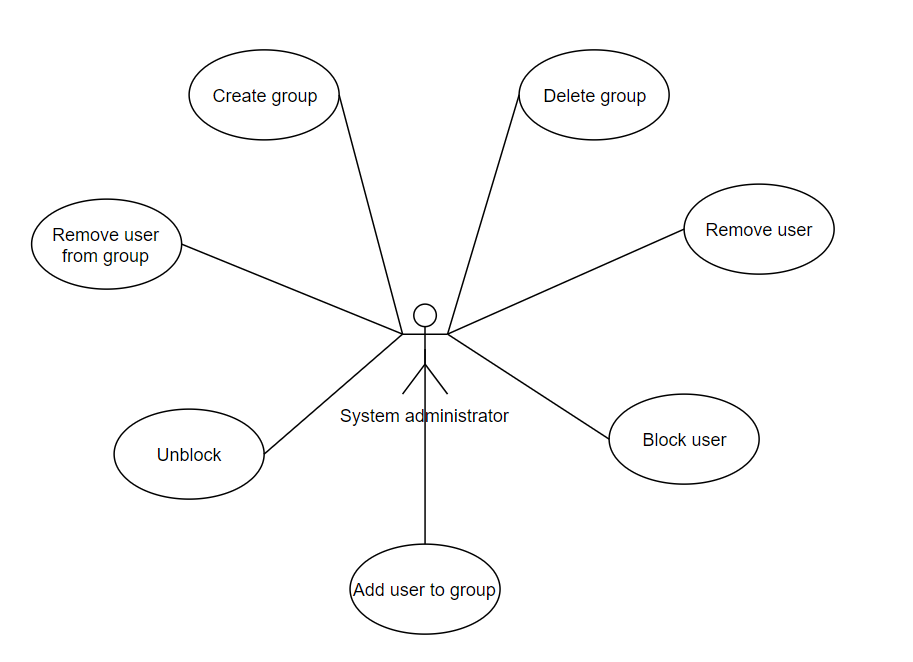 Create group
Delete group
Remove user
from group
Remove user
System administrator
Unblock
Block user
Add user to group